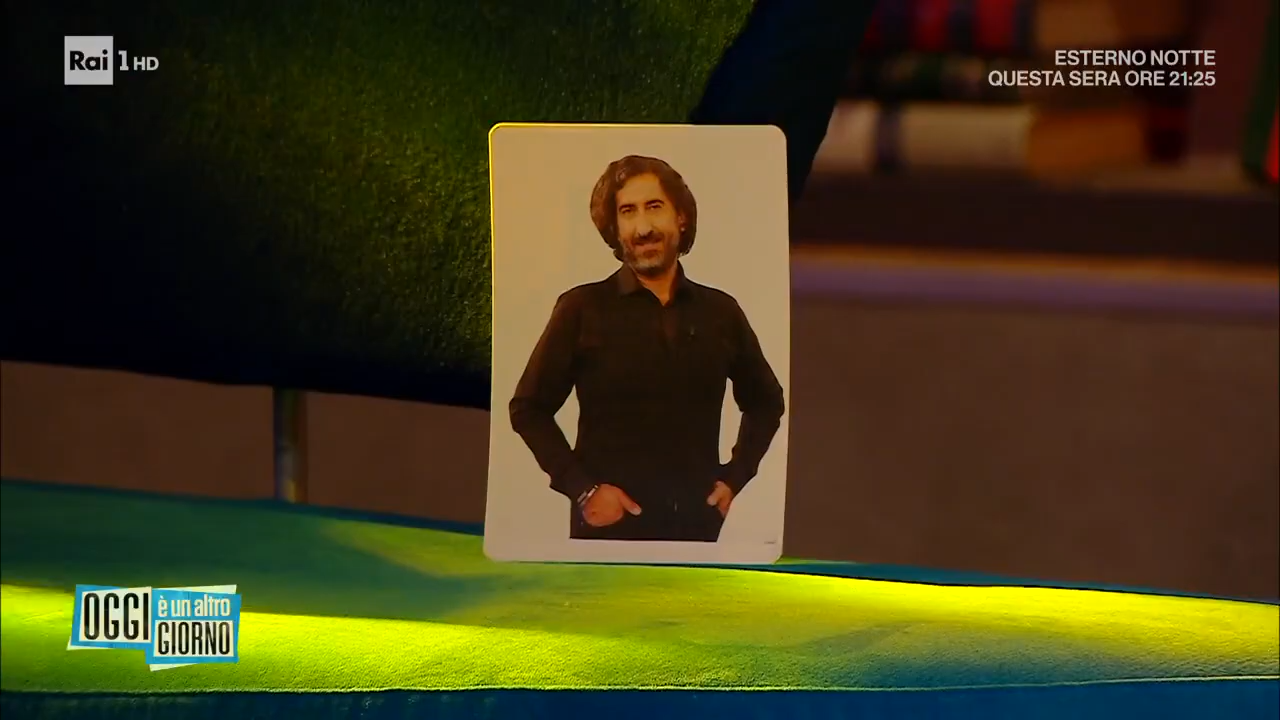 Rai 1 HD
ESTERNO NOTTE
QUESTA SERA ORE 21:25
OGGI
è un altro
GIORNO